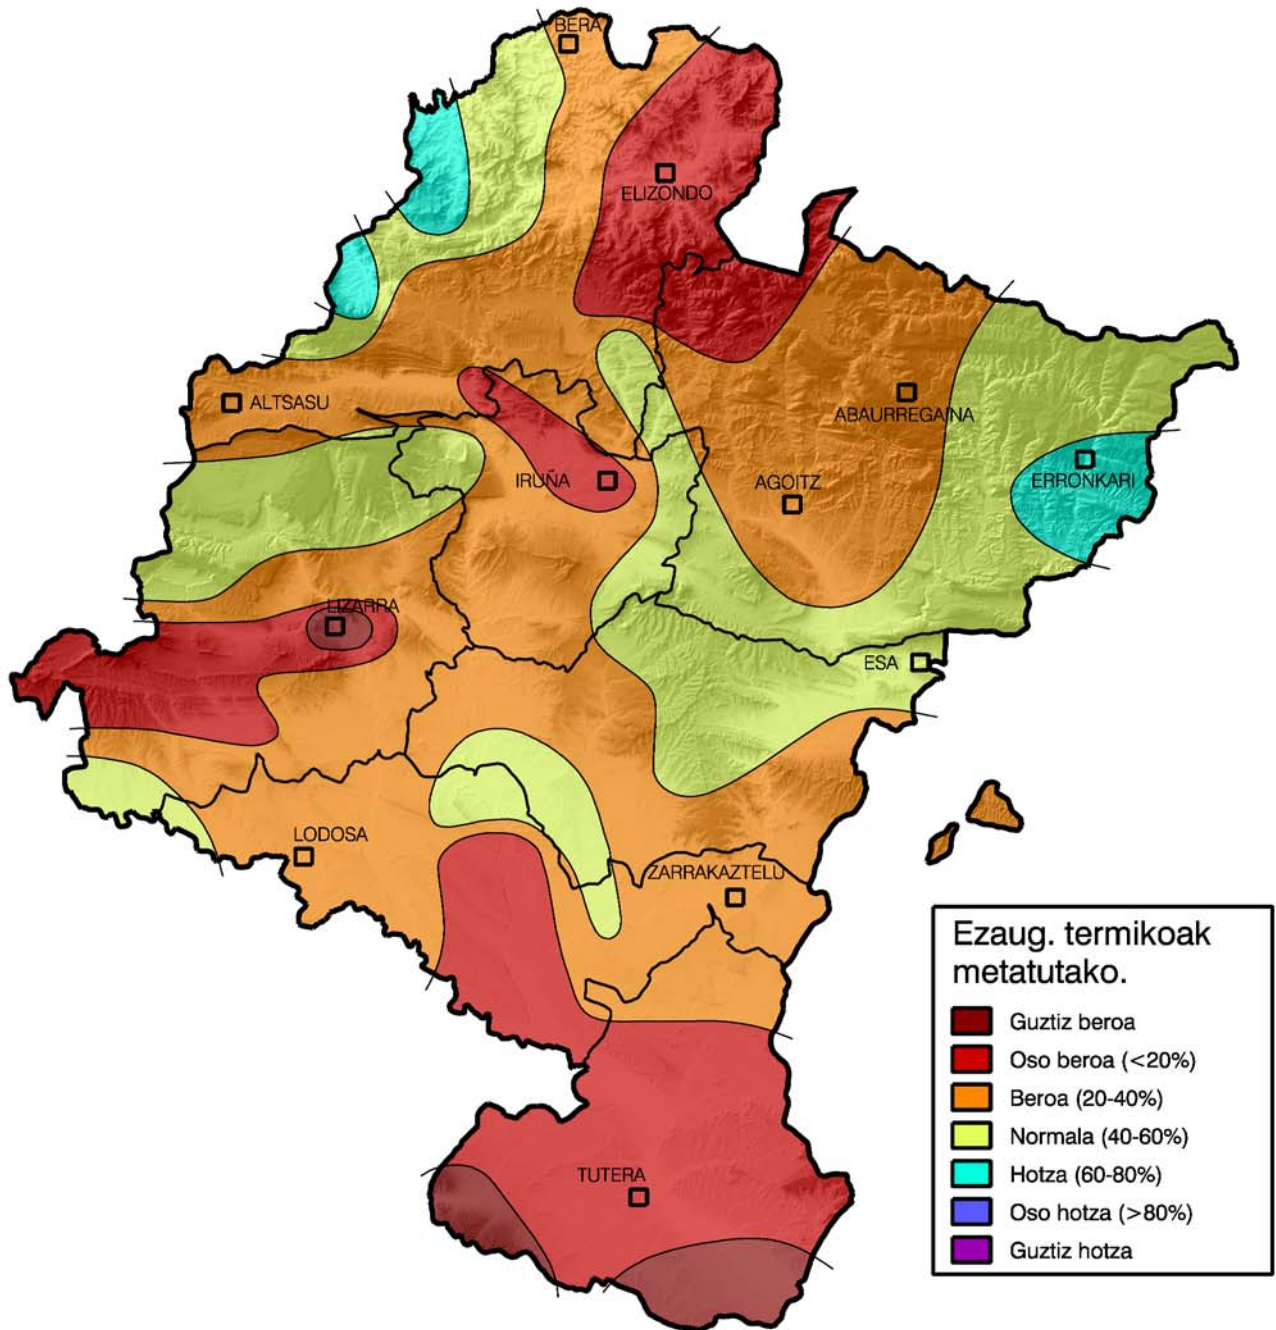 BERA
ELIZONDO
ALTSASU
ABAURREGAINA
IRUÑA
AGOITZ
ERRONKARI
LIZARRA
ESA
LODOSA
ZARRAKAZTELU
Ezaug. termikoak
metatutako.
Guztiz beroa
Oso beroa (<20%)
Beroa (20-40%)
Normala (40-60%)
Hotza (60-80%)
Oso hotza (>80%)
Guztiz hotza
TUTERA